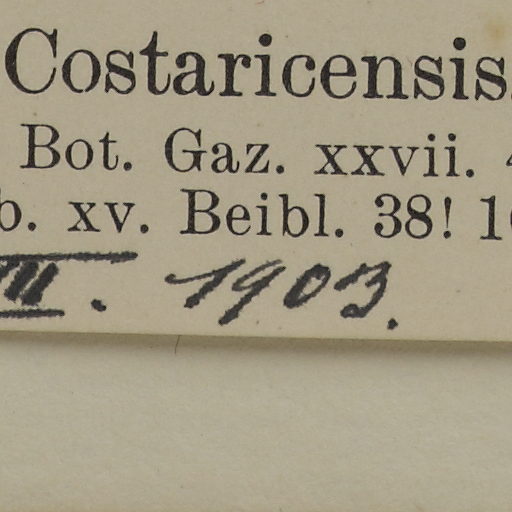 Costaricensis.
Bot. Gaz. xxvii.
b. xv. Beibl. 38!
. 1903.